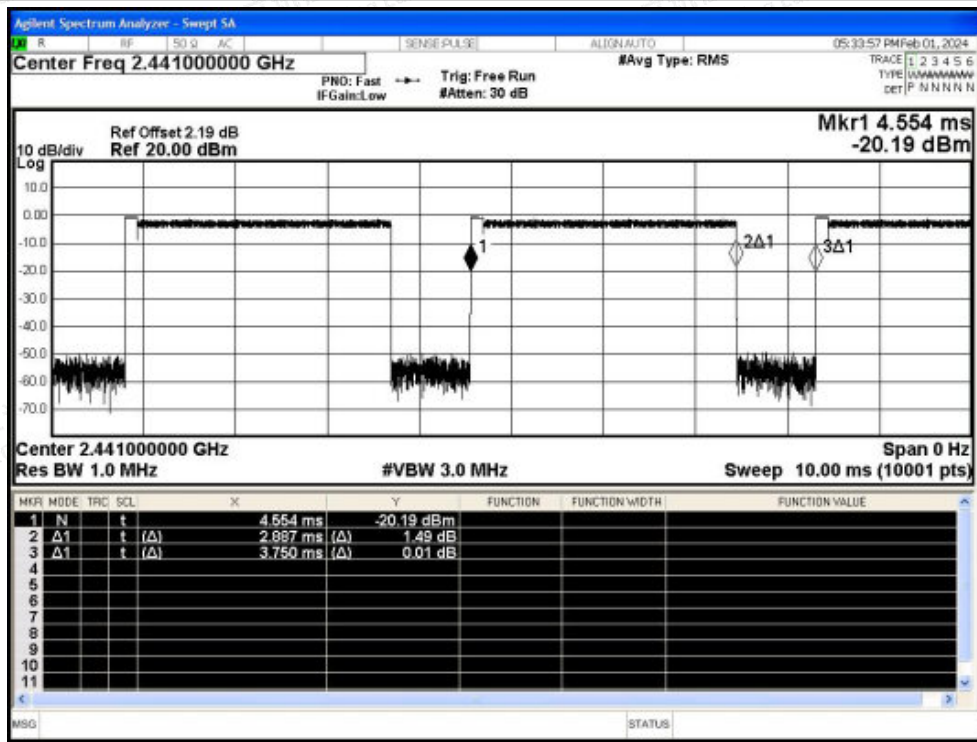 Agilent Spectrum Analyzer - Swept SA
R RF 50 Ω AC SENSE:PULSE ALIGNAUTO 05:33:57 PM Feb 01, 2024
Center Freq 2.441000000 GHz
#Avg Type: RMS
TRACE 1 2 3 4 5 6
PNO: Fast Trig: Free Run
TYPE
IFGain:Low #Atten: 30 dB
DET P N N N N N
Mkr1 4.554 ms
-20.19 dBm
Ref Offset 2.19 dB
10 dB/div Ref 20.00 dBm
Log
10.0
0.00
-10.0
1
2Δ1
3Δ1
-20.0
-30.0
-40.0
-50.0
-60.0
-70.0
Center 2.441000000 GHz Span 0 Hz
Res BW 1.0 MHz #VBW 3.0 MHz Sweep 10.00 ms (10001 pts)
MKR MODE TRC SCL X Y FUNCTION FUNCTION WIDTH FUNCTION VALUE
1 N t 4.554 ms -20.19 dBm
2 Δ1 t (Δ) 2.887 ms (Δ) 1.49 dB
3 Δ1 t (Δ) 3.750 ms (Δ) 0.01 dB
4
5
6
7
8
9
10
11
MSG STATUS